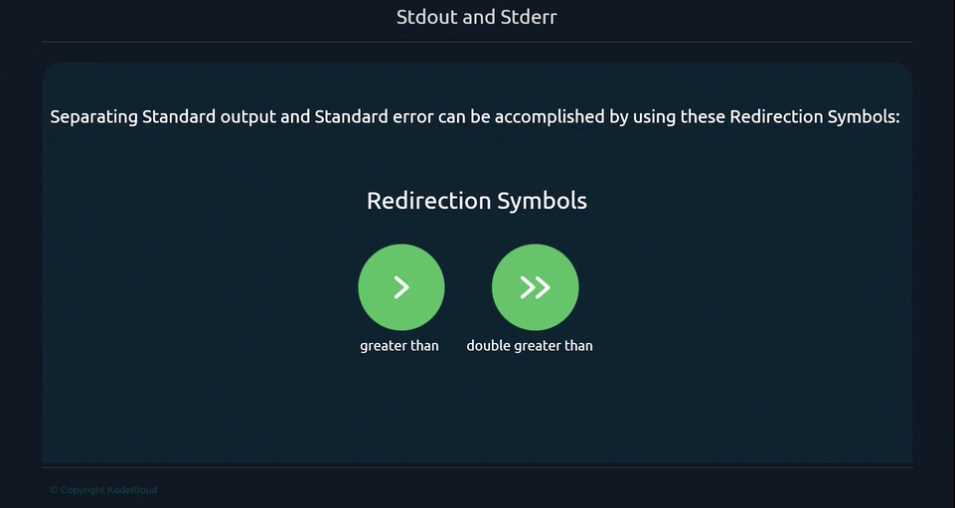 Stdout and Stderr
Separating Standard output and Standard error can be accomplished by using these Redirection Symbols:
Redirection Symbols
> >>
greater than double greater than
© Copyright KodeKloud